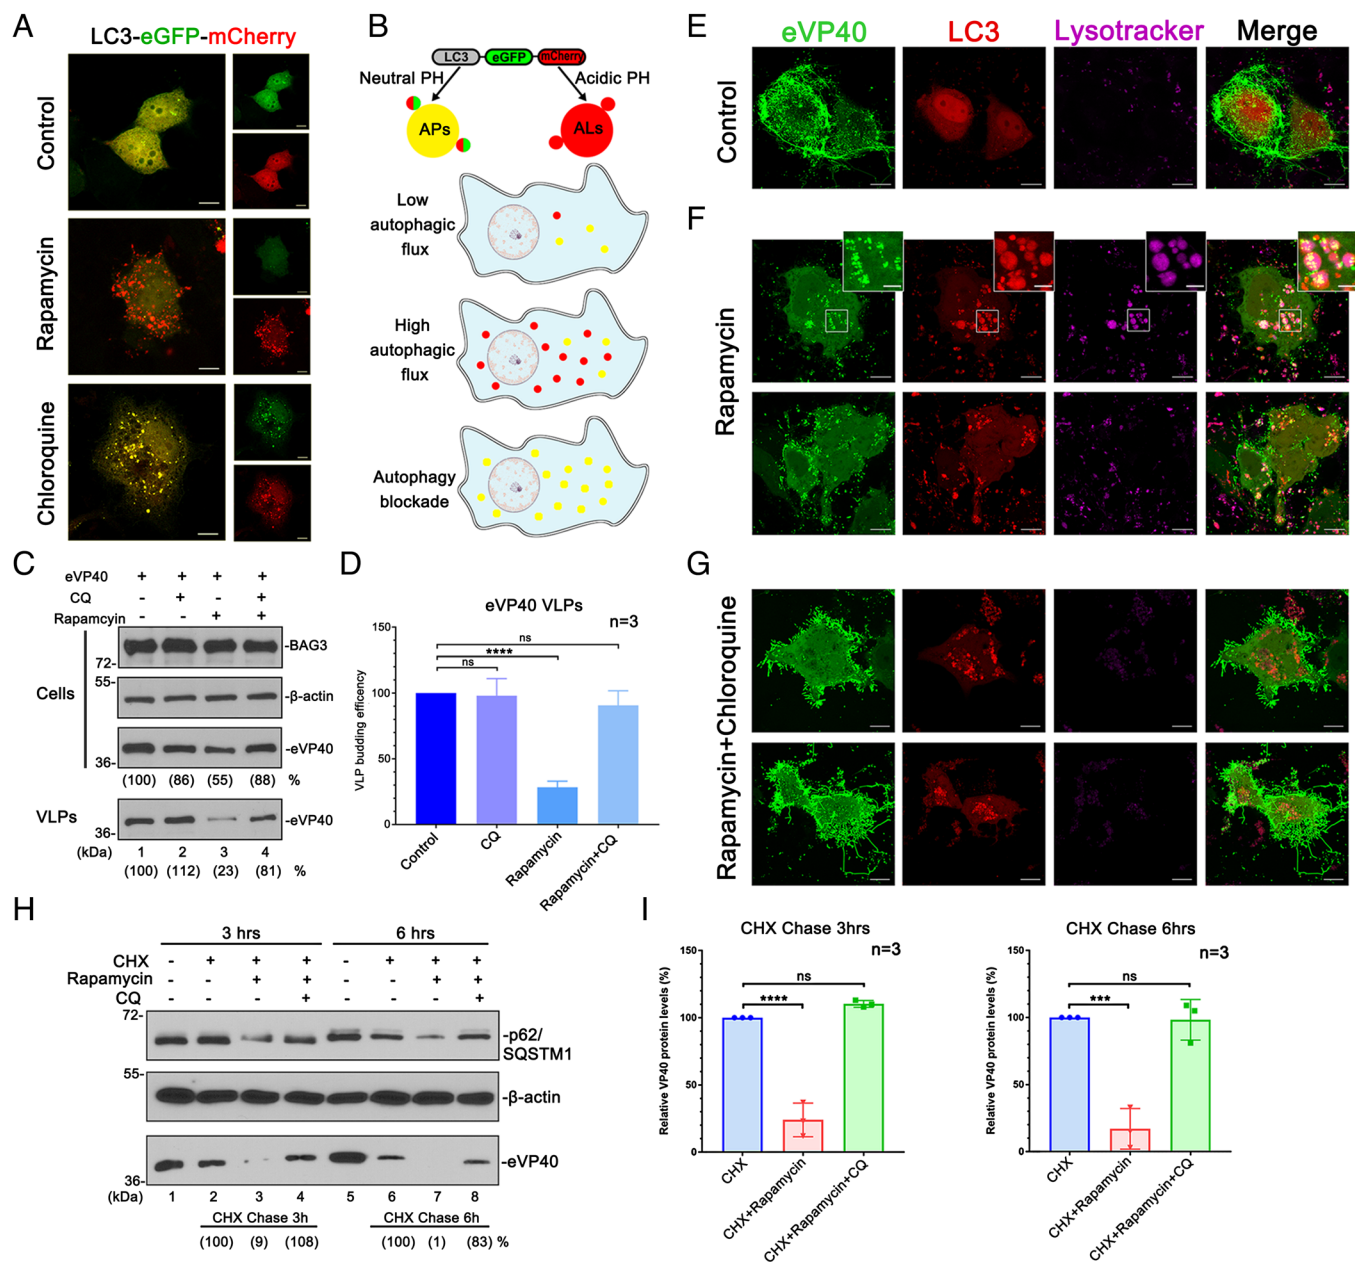 A
LC3-eGFP-mCherry
Control
Rapamycin
Chloroquine
B
LC3
eGFP
mCherry
Neutral PH
Acidic PH
APs
ALs
Low
autophagic
flux
High
autophagic
flux
Autophagy
blockade
C
eVP40 + + + +
CQ - + - +
Rapamcyin - - + +
Cells
-BAG3
72-
55-
-β-actin
-eVP40
36-
(100) (86) (55) (88) %
VLPs
-eVP40
36-
(kDa) 1 2 3 4
(100) (112) (23) (81) %
D
eVP40 VLPs
n=3
VLP budding efficency
150
100
50
0
ns
****
ns
Control
CQ
Rapamycin
Rapamycin+CQ
E
eVP40
LC3
Lysotracker
Merge
Control
F
Rapamycin
G
Rapamycin+Chloroquine
H
3 hrs
6 hrs
CHX - + + + - + + +
Rapamycin - - + + - - + +
CQ - - - + - - - +
72-
-p62/
SQSTM1
55-
-β-actin
-eVP40
36-
(kDa) 1 2 3 4 5 6 7 8
CHX Chase 3h
CHX Chase 6h
(100) (9) (108) (100) (1) (83) %
I
CHX Chase 3hrs
n=3
Relative VP40 protein levels (%)
150
100
50
0
ns
****
CHX
CHX+Rapamycin
CHX+Rapamycin+CQ
CHX Chase 6hrs
n=3
Relative VP40 protein levels (%)
150
100
50
0
ns
***
CHX
CHX+Rapamycin
CHX+Rapamycin+CQ